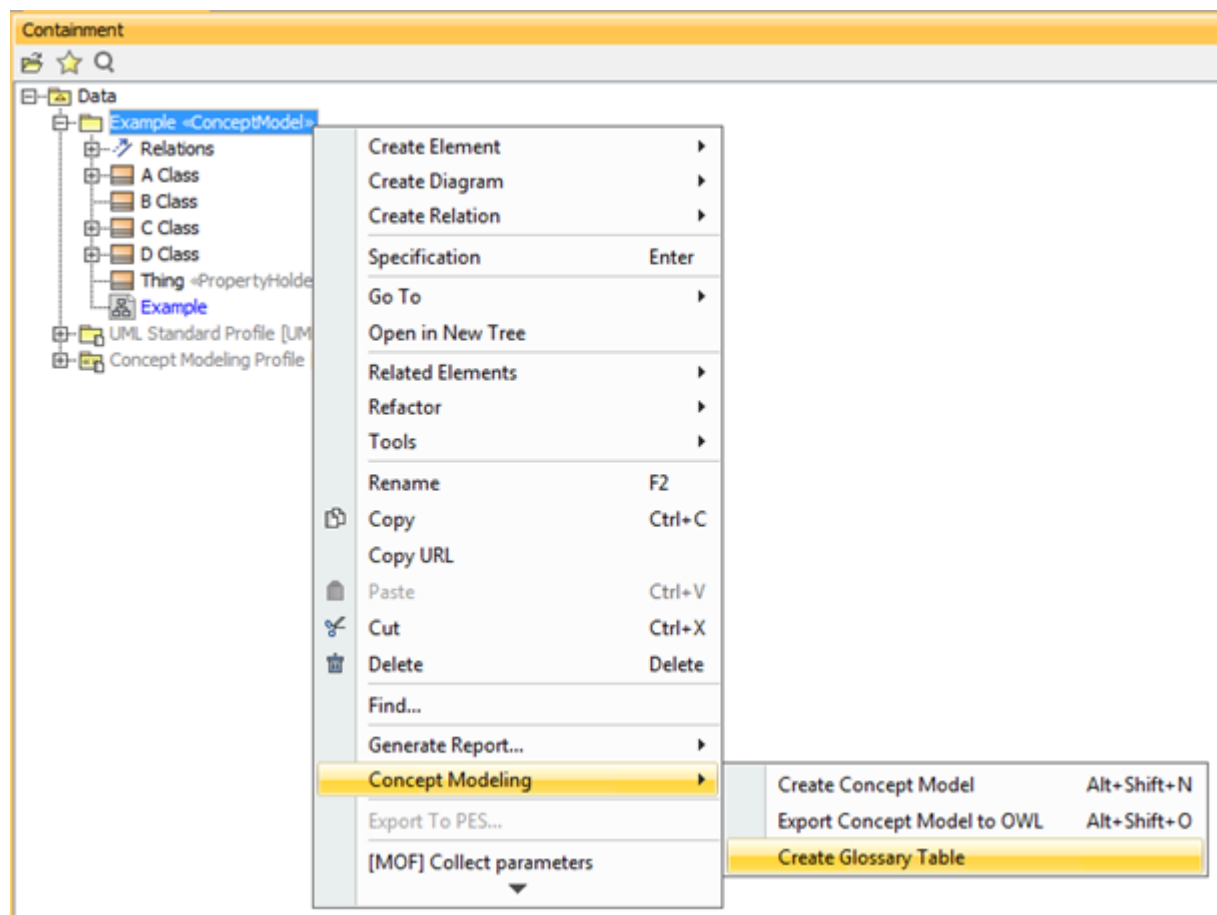 Containment
Data
Example «ConceptModel»
Relations
A Class
B Class
C Class
D Class
Thing «PropertyHolde
Example
UML Standard Profile [UM
Concept Modeling Profile
Create Element
Create Diagram
Create Relation
Specification Enter
Go To
Open in New Tree
Related Elements
Refactor
Tools
Rename F2
Copy Ctrl+C
Copy URL
Paste Ctrl+V
Cut Ctrl+X
Delete Delete
Find...
Generate Report...
Concept Modeling
Export To PES...
[MOF] Collect parameters
Create Concept Model Alt+Shift+N
Export Concept Model to OWL Alt+Shift+O
Create Glossary Table